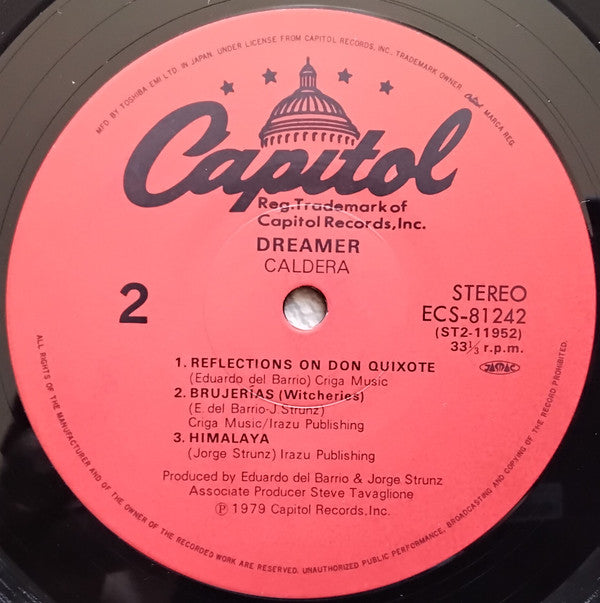 MFD. BY TOSHIBA EMI LTD. IN JAPAN. UNDER LICENSE FROM CAPITOL RECORDS, INC., TRADEMARK OWNER. Capitol MARCA REG.
Capitol
Reg. Trademark of
Capitol Records, Inc.
DREAMER
CALDERA
2
STEREO
ECS-81242
(ST2-11952)
33⅓ r.p.m.
JASRAC
1. REFLECTIONS ON DON QUIXOTE
(Eduardo del Barrio) Criga Music
2. BRUJERÍAS (Witcheries)
(E. del Barrio-J. Strunz)
Criga Music/Irazu Publishing
3. HIMALAYA
(Jorge Strunz) Irazu Publishing
Produced by Eduardo del Barrio & Jorge Strunz
Associate Producer Steve Tavaglione
℗ 1979 Capitol Records, Inc.
ALL RIGHTS OF THE MANUFACTURER AND OF THE OWNER OF THE RECORDED WORK ARE RESERVED. UNAUTHORIZED PUBLIC PERFORMANCE, BROADCASTING AND COPYING OF THE RECORD PROHIBITED.